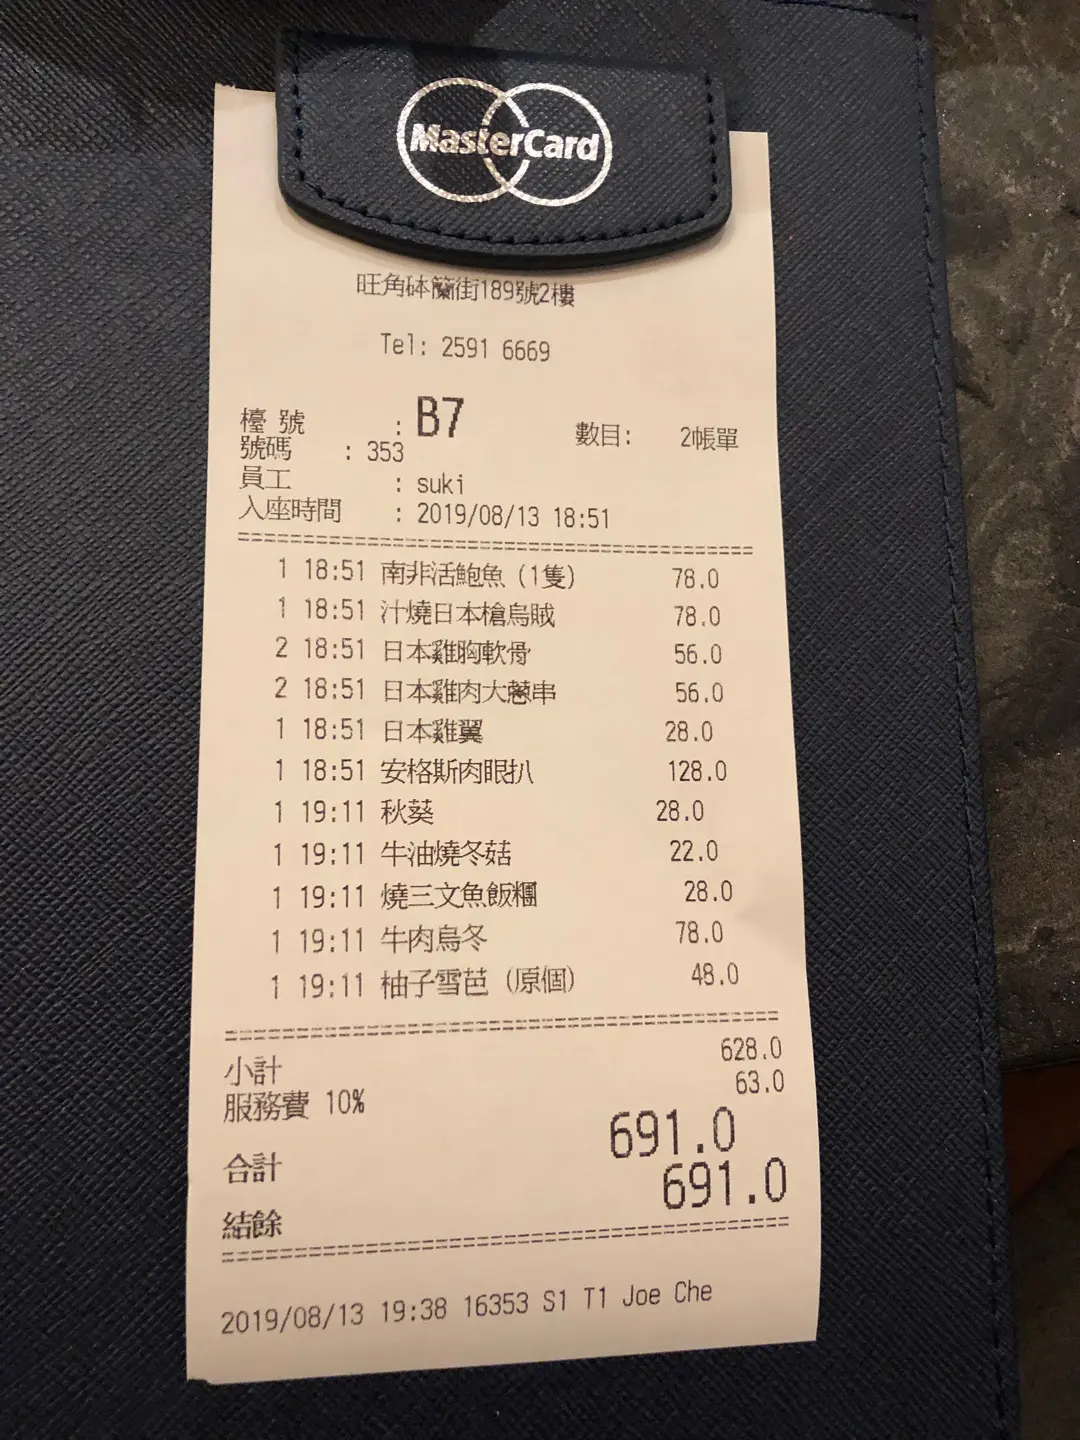 MasterCard
旺角砵蘭街189號2樓
Tel: 2591 6669
檯 號 : B7 數目: 2帳單
號碼 : 353
員工 : suki
入座時間 : 2019/08/13 18:51
1 18:51 南非活鮑魚 (1隻) 78.0
1 18:51 汁燒日本槍烏賊 78.0
2 18:51 日本雞胸軟骨 56.0
2 18:51 日本雞肉大蔥串 56.0
1 18:51 日本雞翼 28.0
1 18:51 安格斯肉眼扒 128.0
1 19:11 秋葵 28.0
1 19:11 牛油燒冬菇 22.0
1 19:11 燒三文魚飯糰 28.0
1 19:11 牛肉烏冬 78.0
1 19:11 柚子雪芭 (原個) 48.0
小計 628.0
服務費 10% 63.0
合計 691.0
結餘 691.0
2019/08/13 19:38 16353 S1 T1 Joe Che